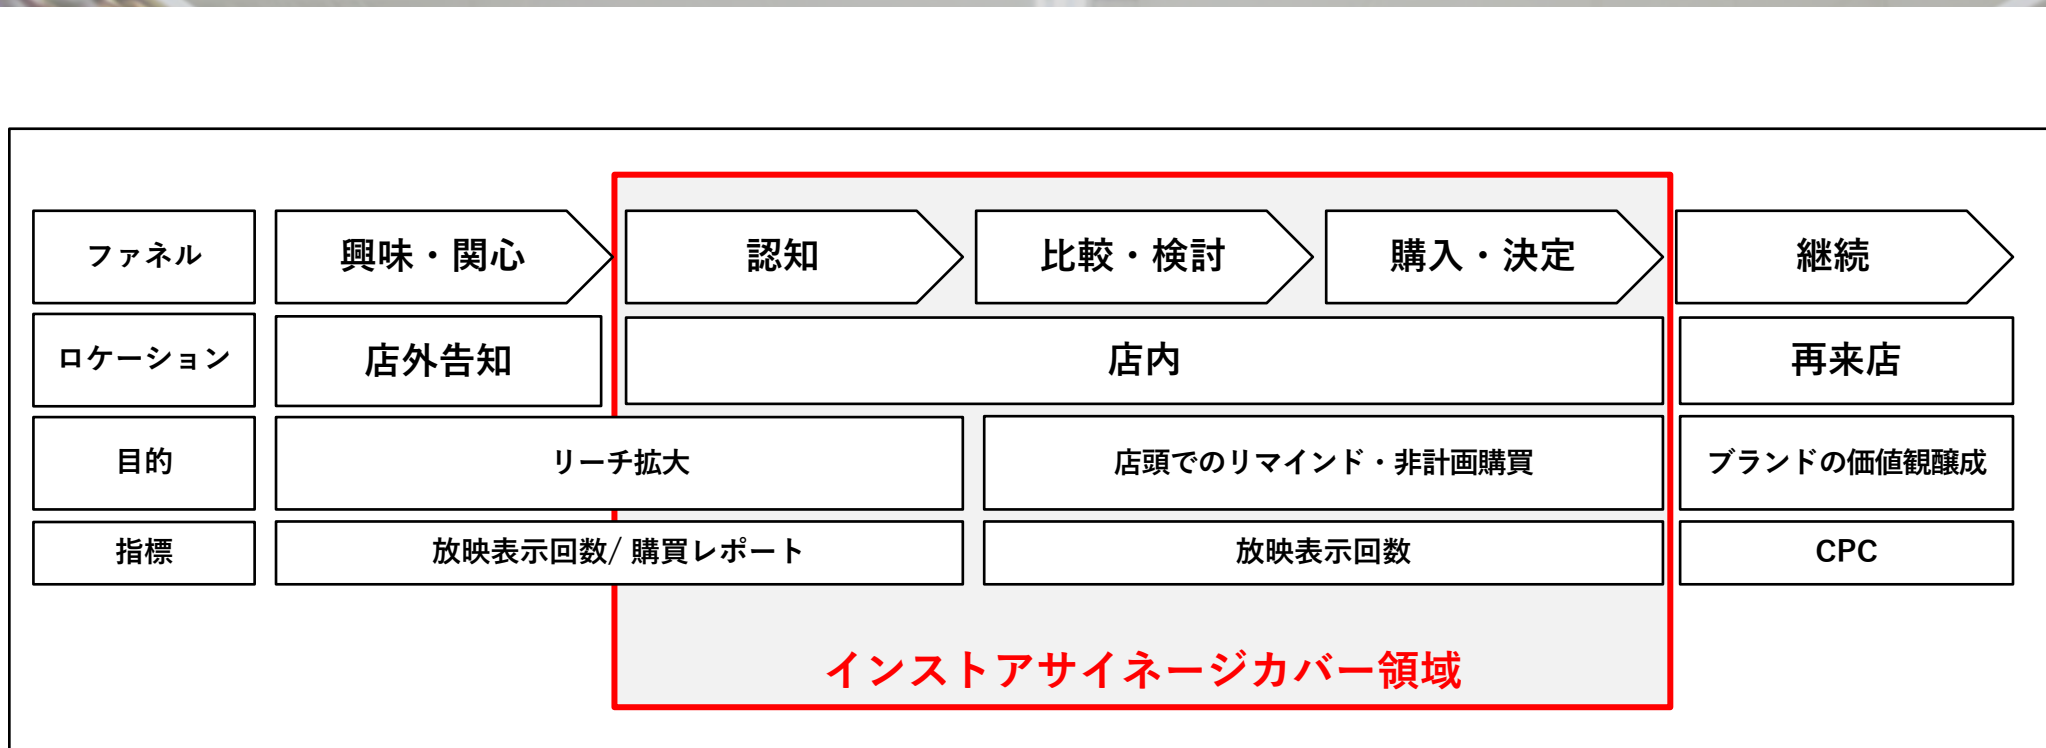 ファネル
興味・関心
認知
比較・検討
購入・決定
継続
ロケーション
店外告知
店内
再来店
目的
リーチ拡大
店頭でのリマインド・非計画購買
ブランドの価値観醸成
指標
放映表示回数/ 購買レポート
放映表示回数
CPC
インストアサイネージカバー領域